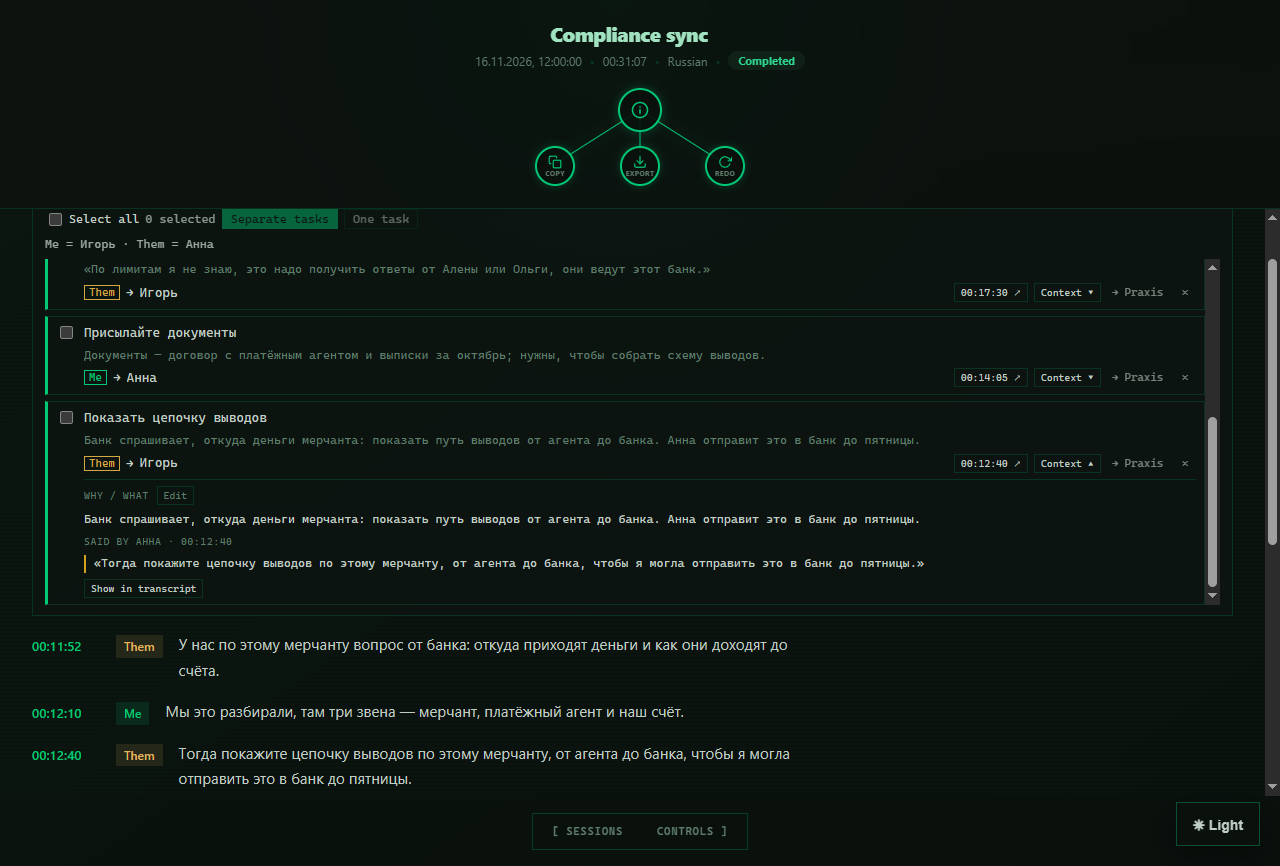 Compliance sync
16.11.2026, 12:00:00 · 00:31:07 · Russian · Completed
COPY
EXPORT
REDO
Select all 0 selected Separate tasks One task
Me = Игорь · Them = Анна
«По лимитам я не знаю, это надо получить ответы от Алены или Ольги, они ведут этот банк.»
Them → Игорь 00:17:30 ↗ Context ▾ → Praxis ×
Присылайте документы
Документы — договор с платёжным агентом и выписки за октябрь; нужны, чтобы собрать схему выводов.
Me → Анна 00:14:05 ↗ Context ▾ → Praxis ×
Показать цепочку выводов
Банк спрашивает, откуда деньги мерчанта: показать путь выводов от агента до банка. Анна отправит это в банк до пятницы.
Them → Игорь 00:12:40 ↗ Context ▴ → Praxis ×
WHY / WHAT Edit
Банк спрашивает, откуда деньги мерчанта: показать путь выводов от агента до банка. Анна отправит это в банк до пятницы.
SAID BY АННА · 00:12:40
«Тогда покажите цепочку выводов по этому мерчанту, от агента до банка, чтобы я могла отправить это в банк до пятницы.»
Show in transcript
00:11:52 Them У нас по этому мерчанту вопрос от банка: откуда приходят деньги и как они доходят до
счёта.
00:12:10 Me Мы это разбирали, там три звена — мерчант, платёжный агент и наш счёт.
00:12:40 Them Тогда покажите цепочку выводов по этому мерчанту, от агента до банка, чтобы я могла
отправить это в банк до пятницы.
[ SESSIONS CONTROLS ]
Light